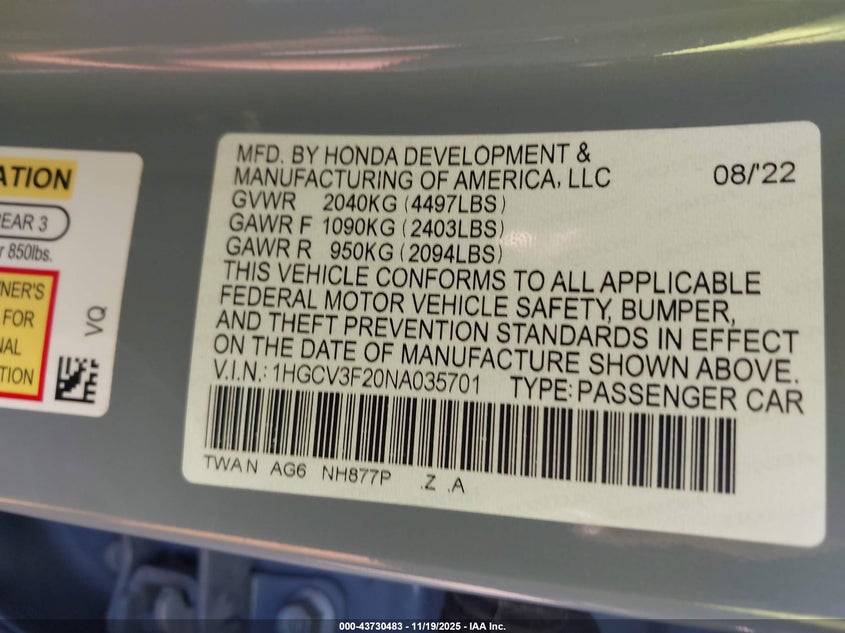 ATION
REAR 3
850lbs.
NER'S
FOR
NAL
TION
VQ
MFD. BY HONDA DEVELOPMENT &
MANUFACTURING OF AMERICA, LLC 08/'22
GVWR 2040KG (4497LBS)
GAWR F 1090KG (2403LBS)
GAWR R 950KG (2094LBS)
THIS VEHICLE CONFORMS TO ALL APPLICABLE
FEDERAL MOTOR VEHICLE SAFETY, BUMPER,
AND THEFT PREVENTION STANDARDS IN EFFECT
ON THE DATE OF MANUFACTURE SHOWN ABOVE.
V.I.N.: 1HGCV3F20NA035701 TYPE: PASSENGER CAR
TWAN AG6 NH877P .Z .A
000-43730483 - 11/19/2025 - IAA Inc.